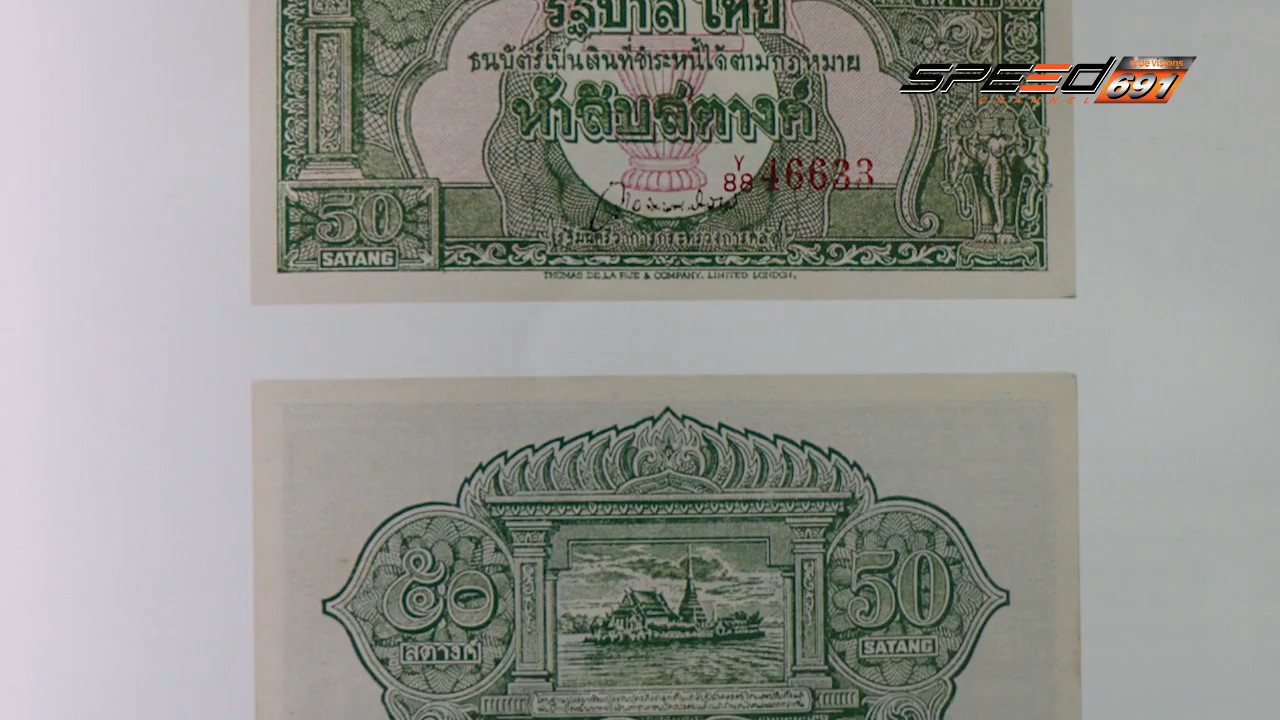 รัฐบาลไทย
ธนบัตร์เป็นเงินที่ชำระหนี้ได้ตามกฎหมาย
ห้าสิบสตางค์
Y
88 46633
50
SATANG
THOMAS DE LA RUE & COMPANY, LIMITED LONDON.
SPEED
CHANNEL
true visions
691
๕๐
50
สตางค์
SATANG